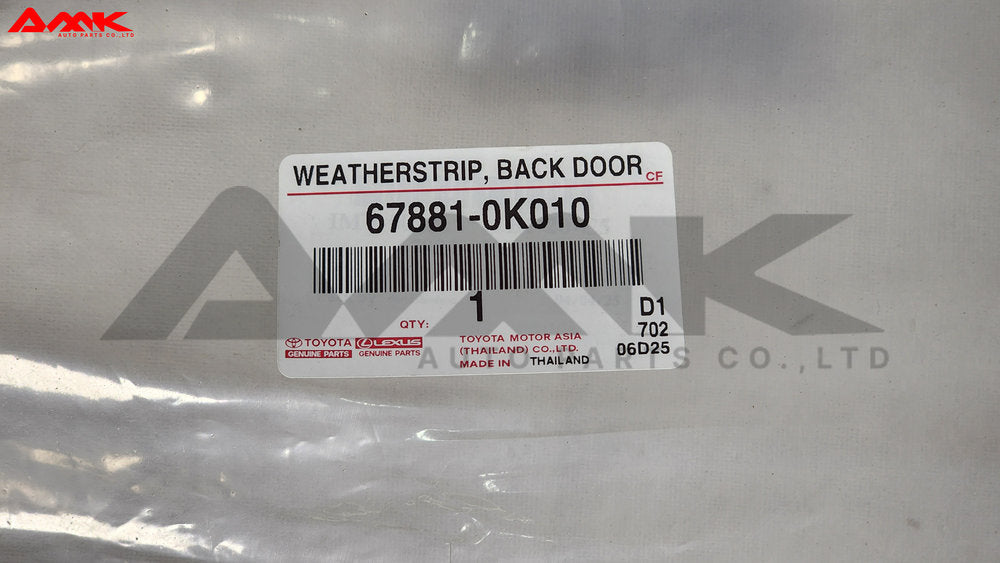 AMK
AUTO PARTS CO.,LTD
WEATHERSTRIP, BACK DOOR CF
67881-0K010
1
QTY:
D1
702
06D25
TOYOTA
GENUINE PARTS
LEXUS
GENUINE PARTS
TOYOTA MOTOR ASIA
(THAILAND) CO., LTD.
MADE IN THAILAND
AMK
AUTO PARTS CO.,LTD